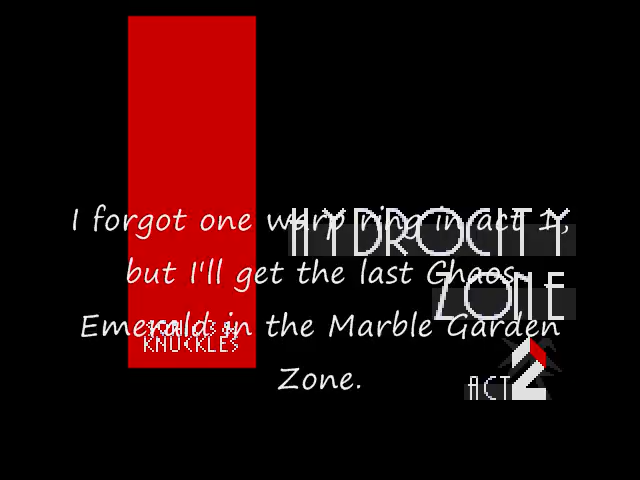 I forgot one warp ring in act 1,
but I'll get the last Chaos
Emerald in the Marble Garden
Zone.
HYDROCITY
ZONE
SONIC &
KNUCKLES
ACT 2